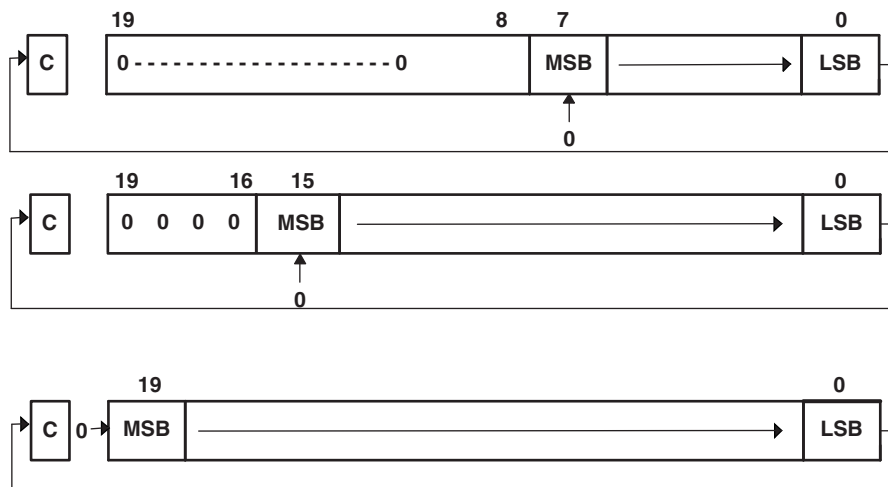 19 8 7 0
C 0--------------------0 MSB LSB
0
19 16 15 0
C 0 0 0 0 MSB LSB
0
19 0
C 0 MSB LSB